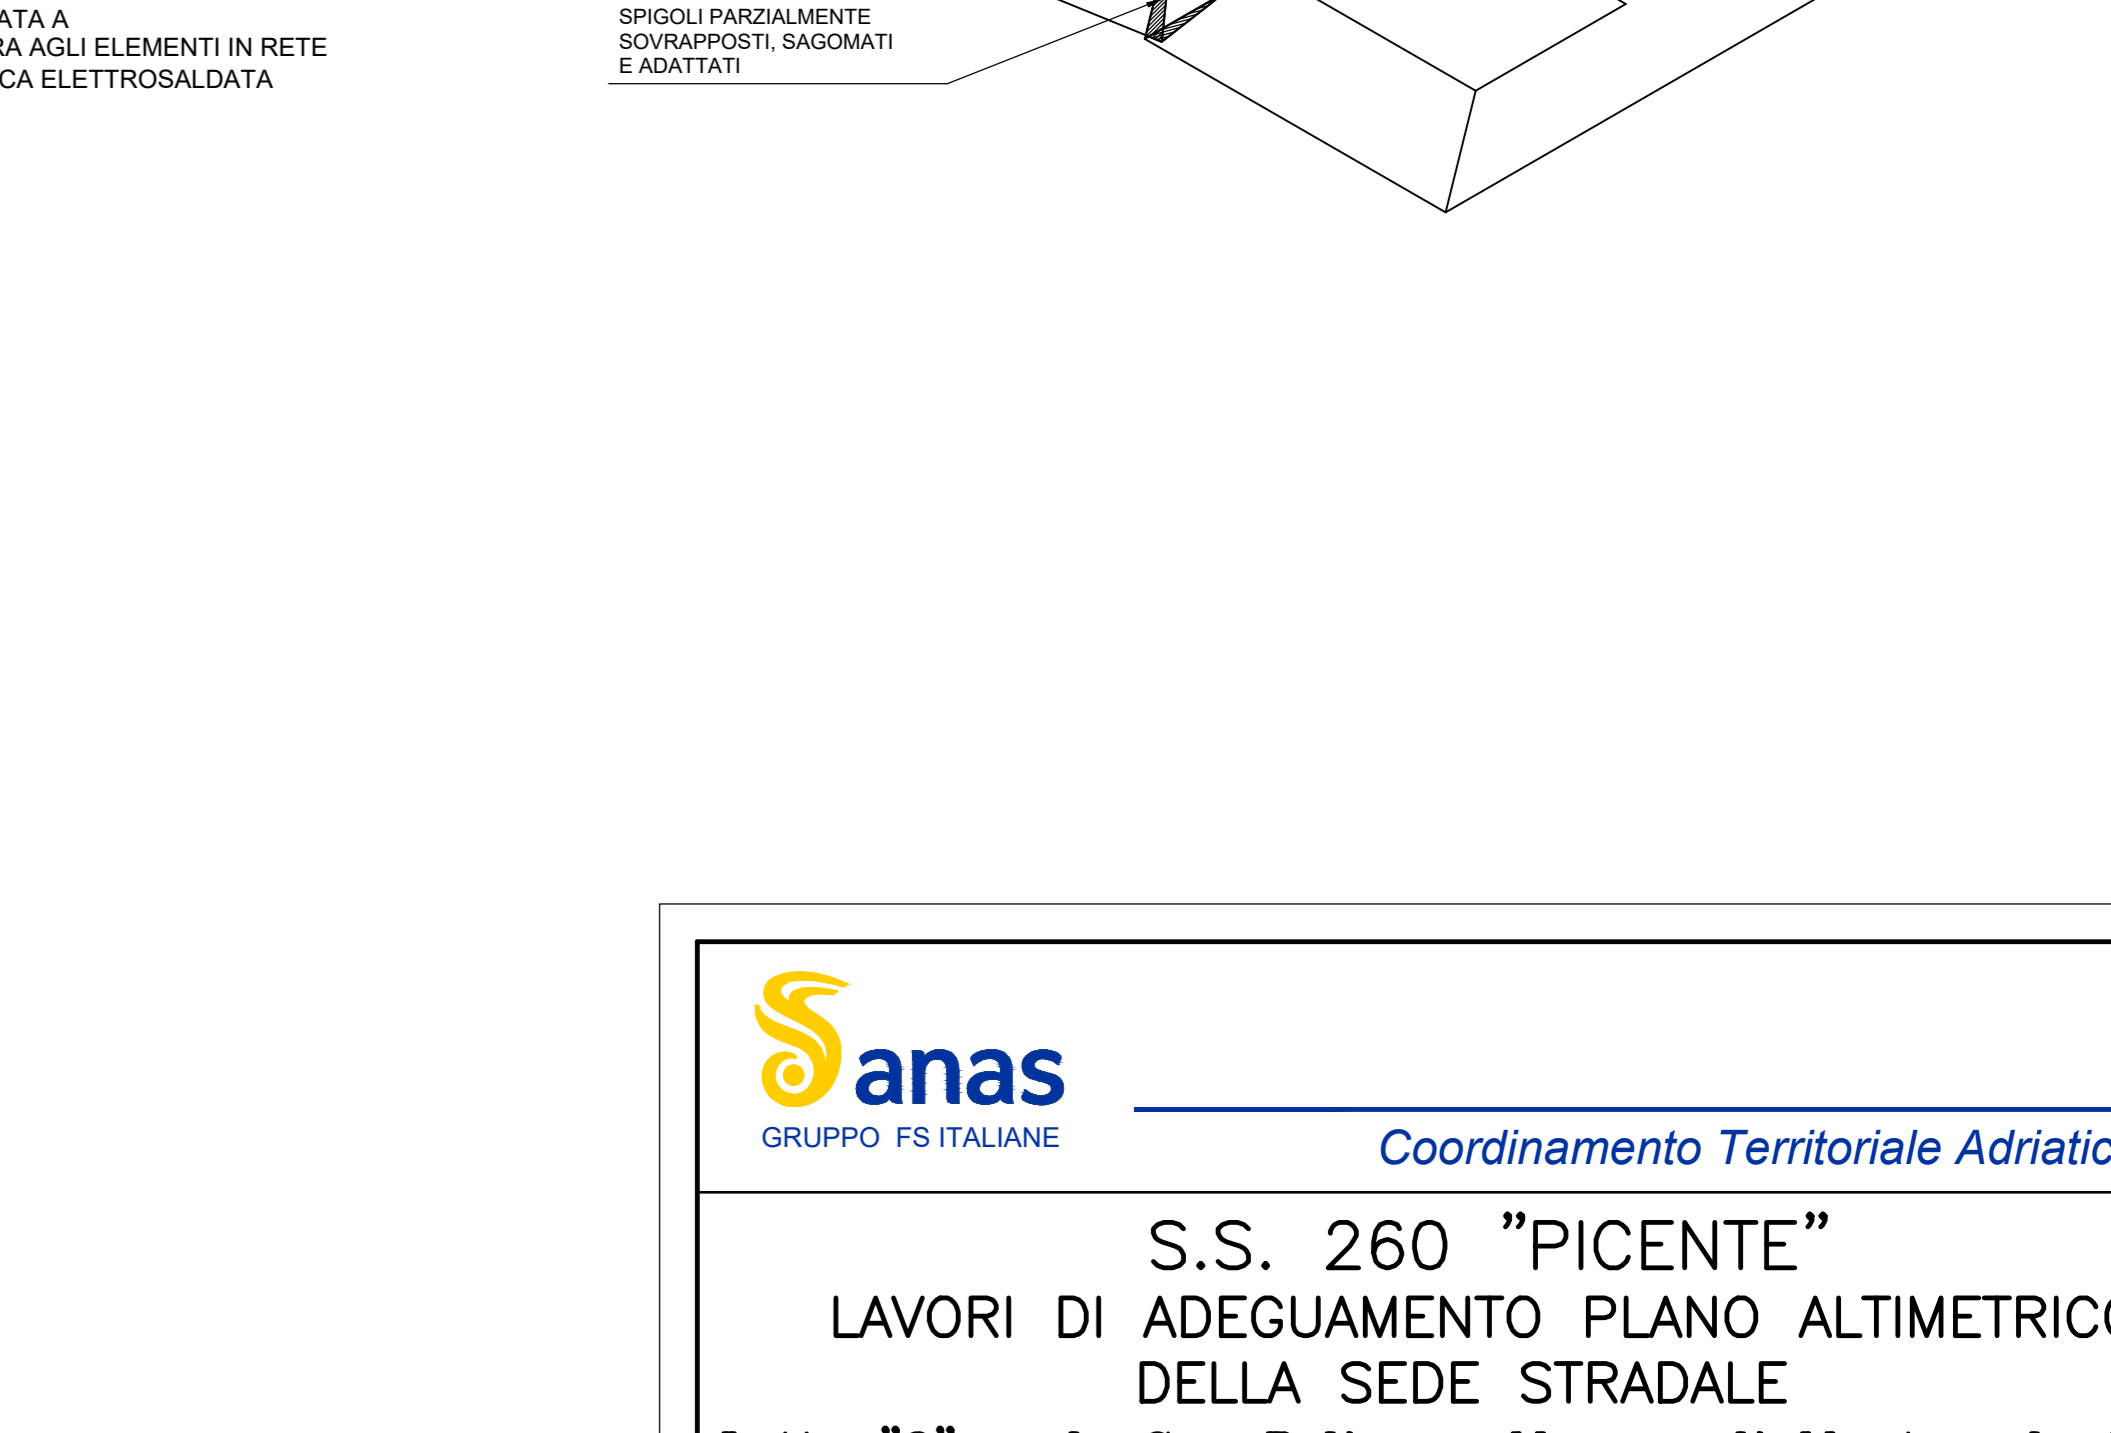 ATA A
RA AGLI ELEMENTI IN RETE
CA ELETTROSALDATA
SPIGOLI PARZIALMENTE
SOVRAPPOSTI, SAGOMATI
E ADATTATI
anas
GRUPPO FS ITALIANE
Coordinamento Territoriale Adriatic
S.S. 260 "PICENTE"
LAVORI DI ADEGUAMENTO PLANO ALTIMETRICO
DELLA SEDE STRADALE